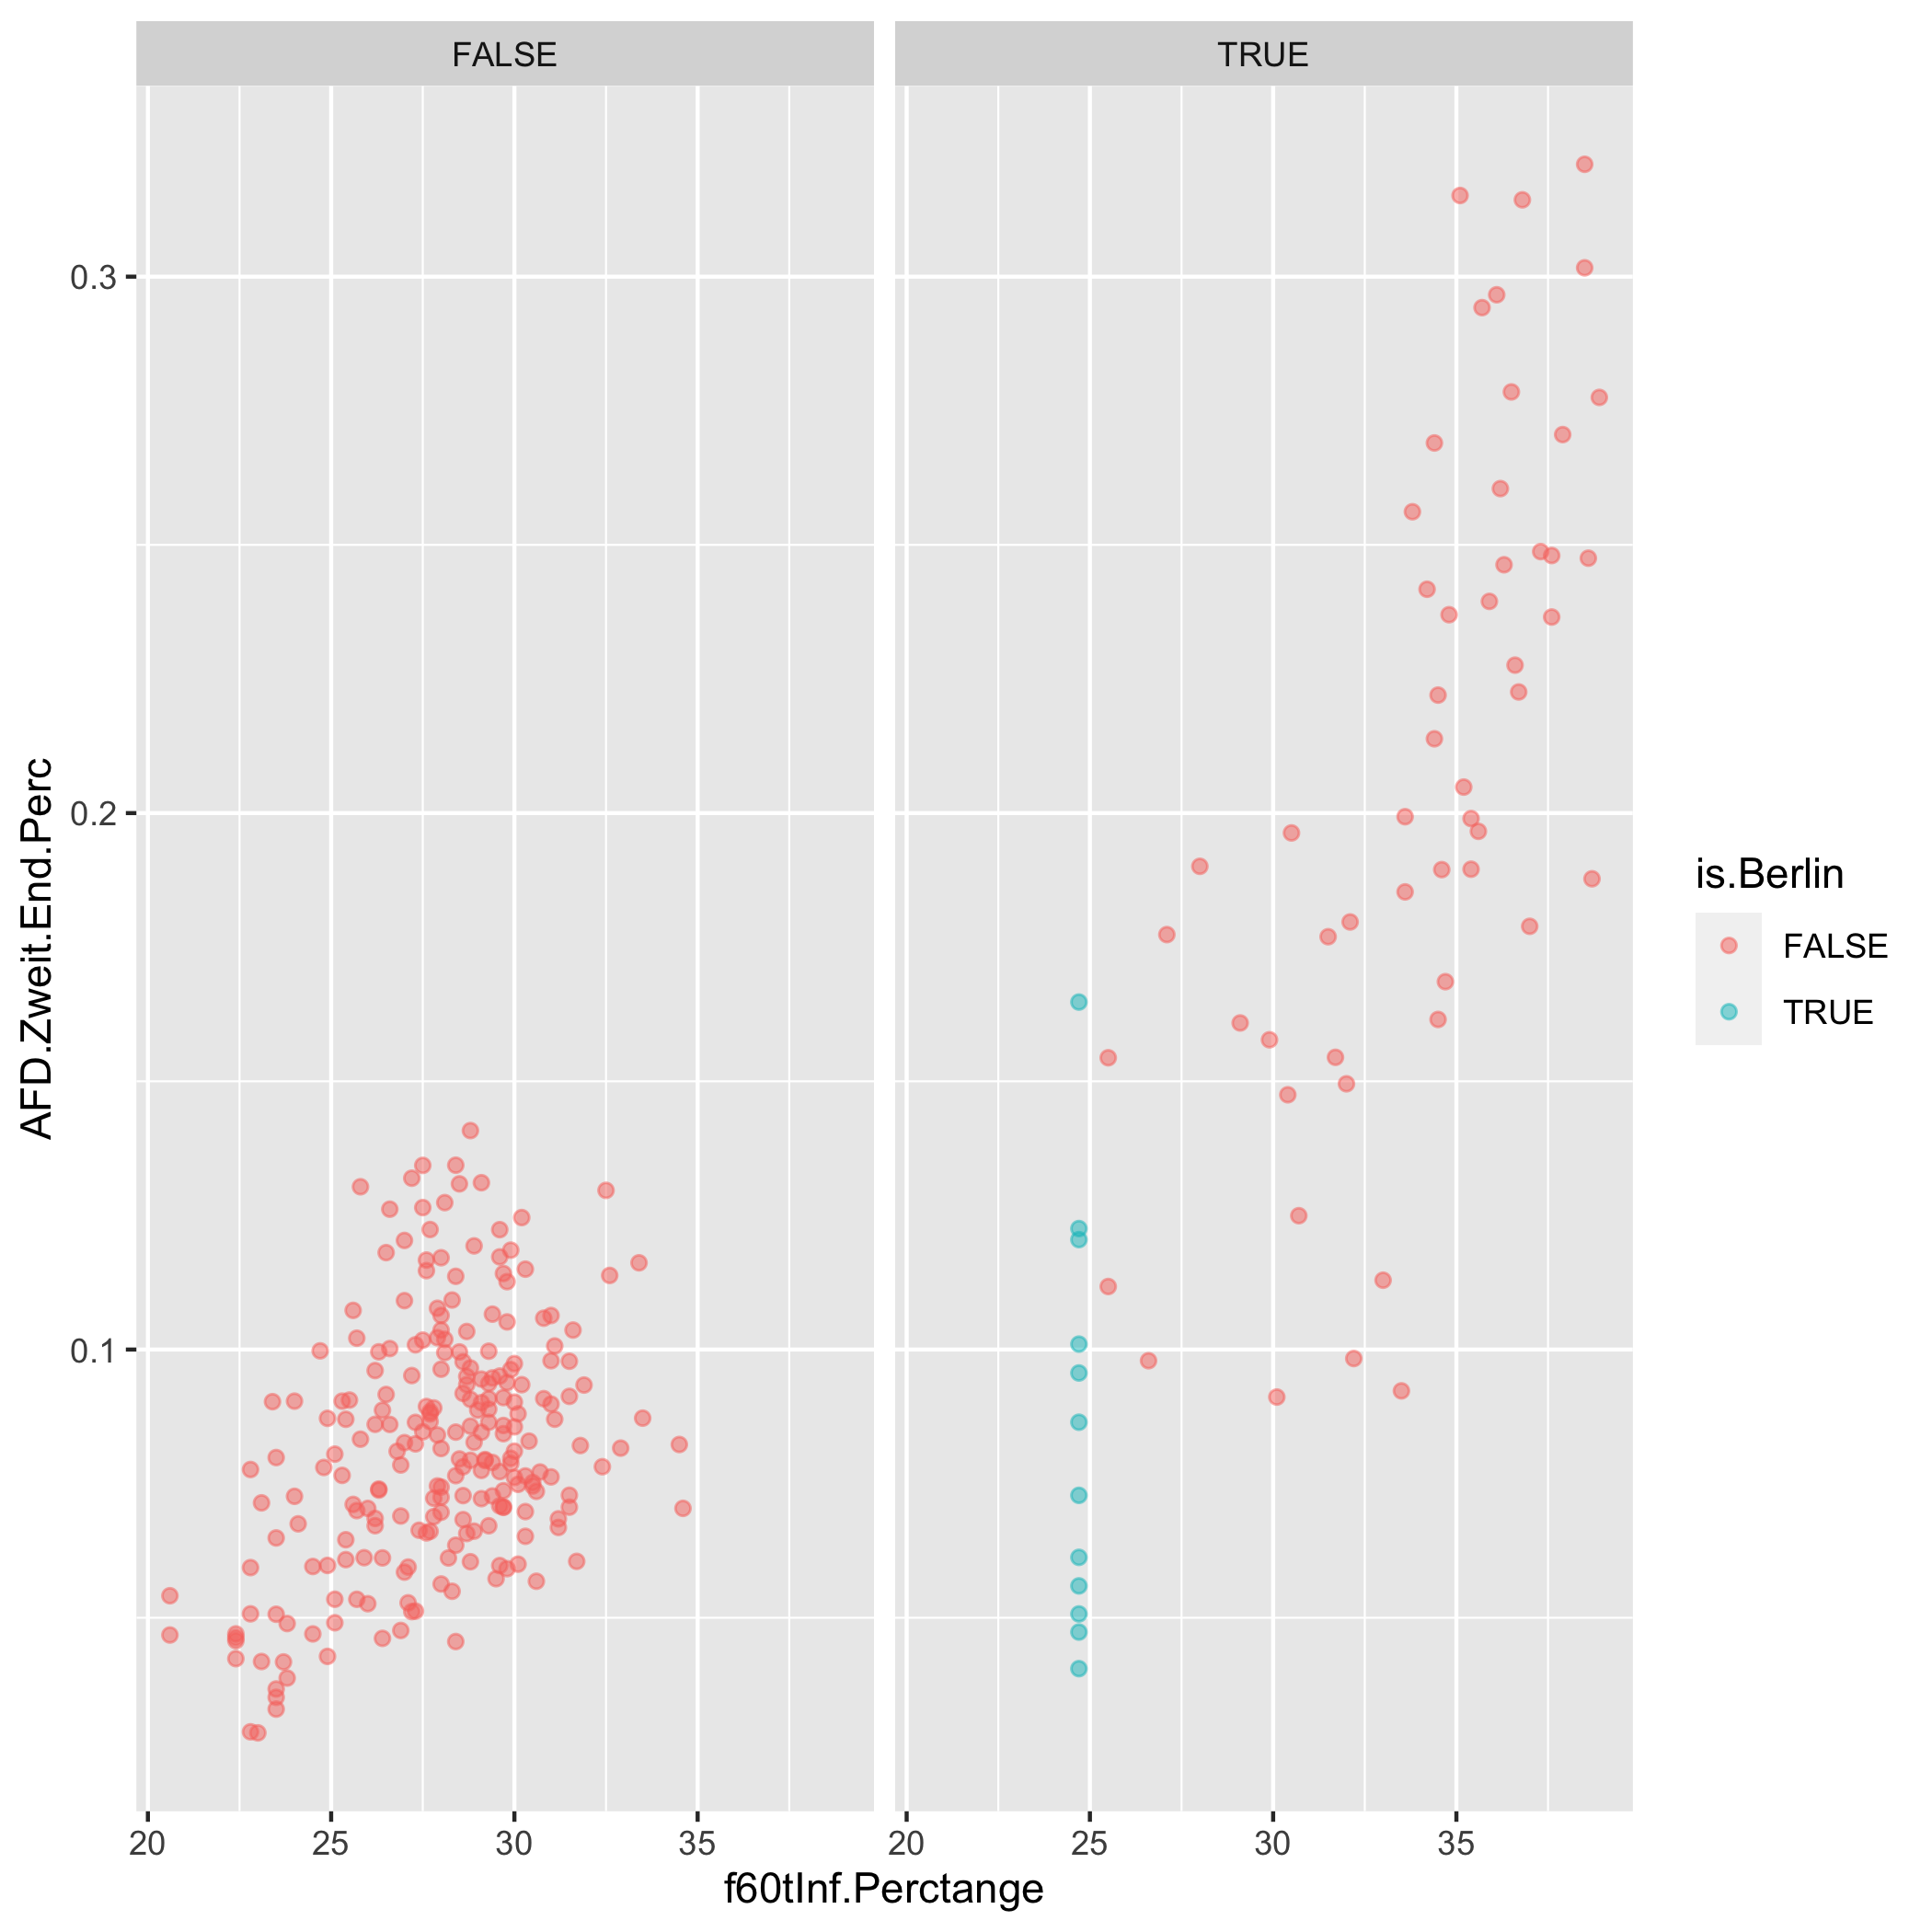 FALSE
TRUE
0.3
0.2
0.1
AFD.Zweit.End.Perc
20 25 30 35
20 25 30 35
f60tInf.Perctange
is.Berlin
FALSE
TRUE